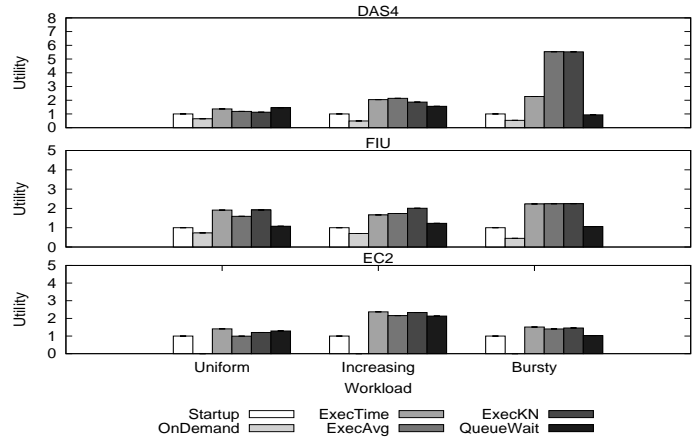 DAS4
Utility
8
7
6
5
4
3
2
1
0
FIU
Utility
5
4
3
2
1
0
EC2
Utility
5
4
3
2
1
0
Uniform Increasing Bursty
Workload
Startup ExecTime ExecKN
OnDemand ExecAvg QueueWait